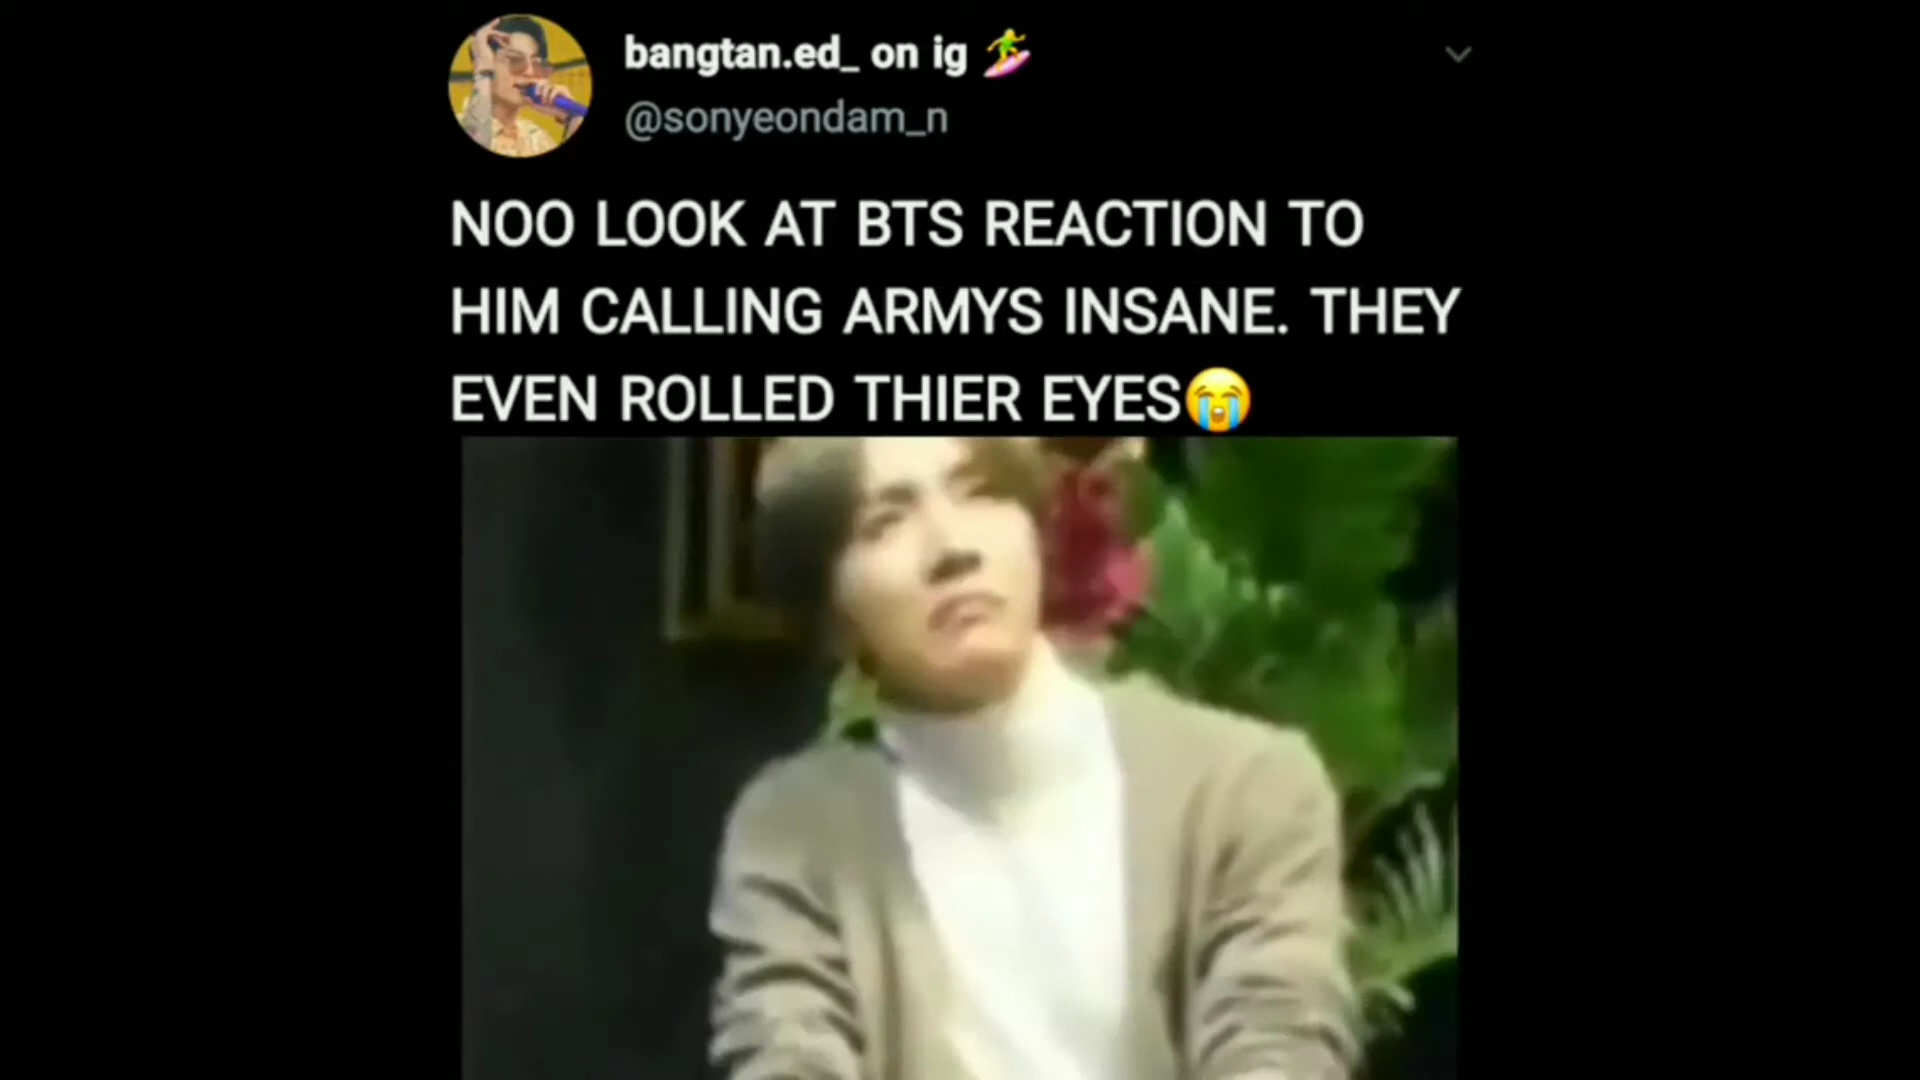 bangtan.ed_ on ig 🏄
@sonyeondam_n
NOO LOOK AT BTS REACTION TO
HIM CALLING ARMYS INSANE. THEY
EVEN ROLLED THIER EYES😭